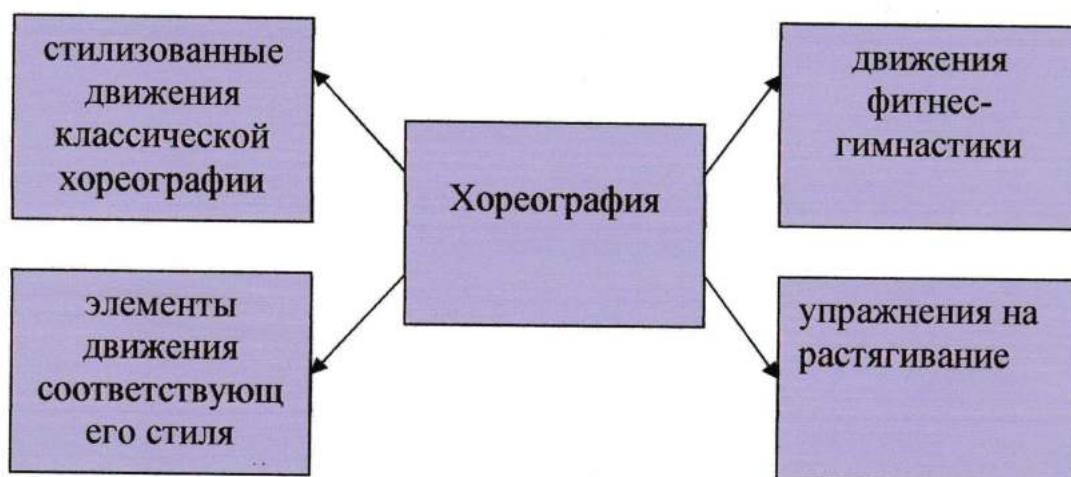 стилизованные
движения
классической
хореографии
Хореография
движения
фитнес-
гимнастики
элементы
движения
соответствующ
его стиля
упражнения на
растягивание